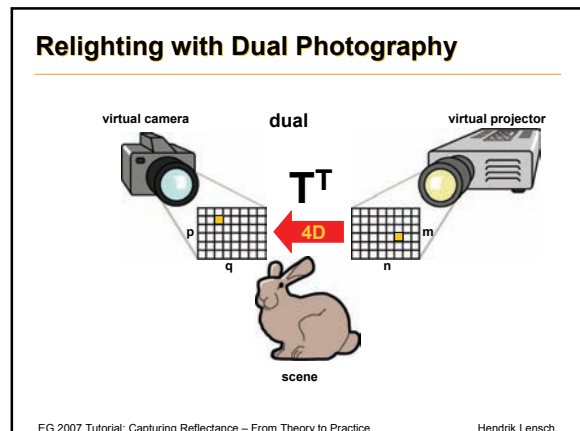 Relighting with Dual Photography
virtual camera
dual
virtual projector
T^T
p
4D
m
q
n
scene
EG 2007 Tutorial: Capturing Reflectance – From Theory to Practice
Hendrik Lensch